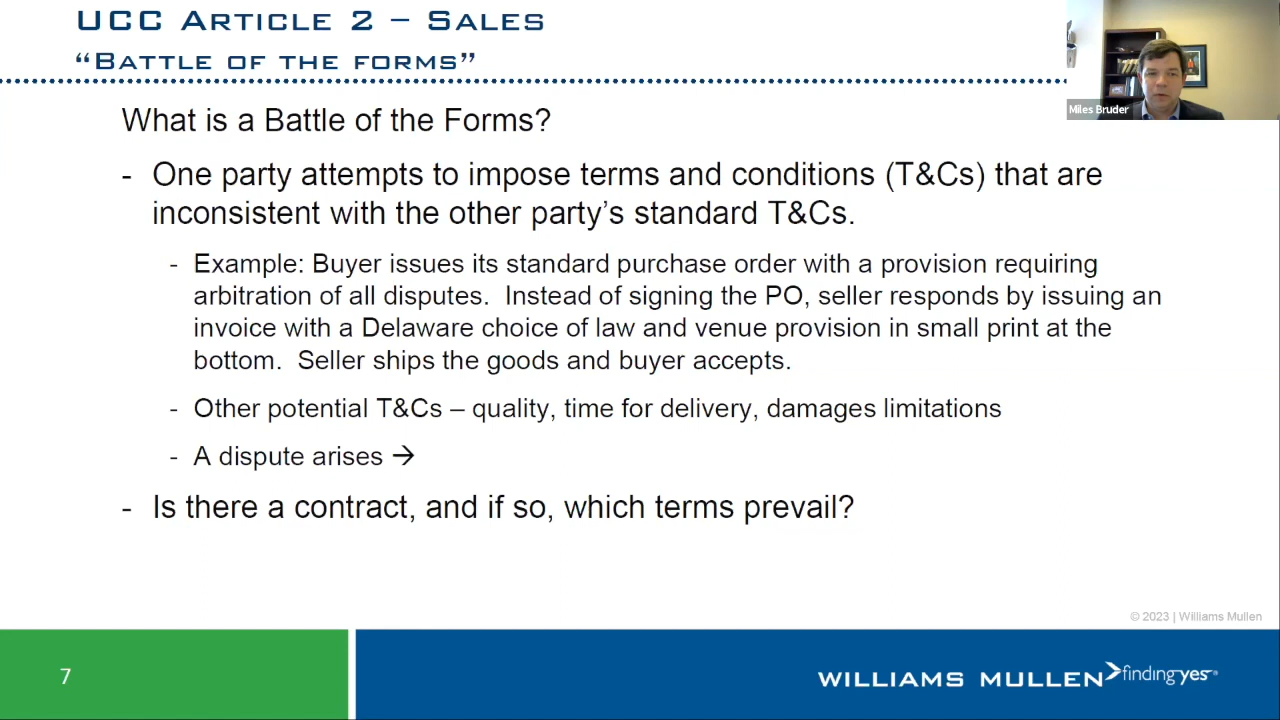 UCC Article 2 – Sales
“Battle of the forms”
Miles Bruder
What is a Battle of the Forms?
- One party attempts to impose terms and conditions (T&Cs) that are
inconsistent with the other party’s standard T&Cs.
- Example: Buyer issues its standard purchase order with a provision requiring
arbitration of all disputes.  Instead of signing the PO, seller responds by issuing an
invoice with a Delaware choice of law and venue provision in small print at the
bottom.  Seller ships the goods and buyer accepts.
- Other potential T&Cs – quality, time for delivery, damages limitations
- A dispute arises →
- Is there a contract, and if so, which terms prevail?
© 2023 | Williams Mullen
7
WILLIAMS MULLEN finding yes®